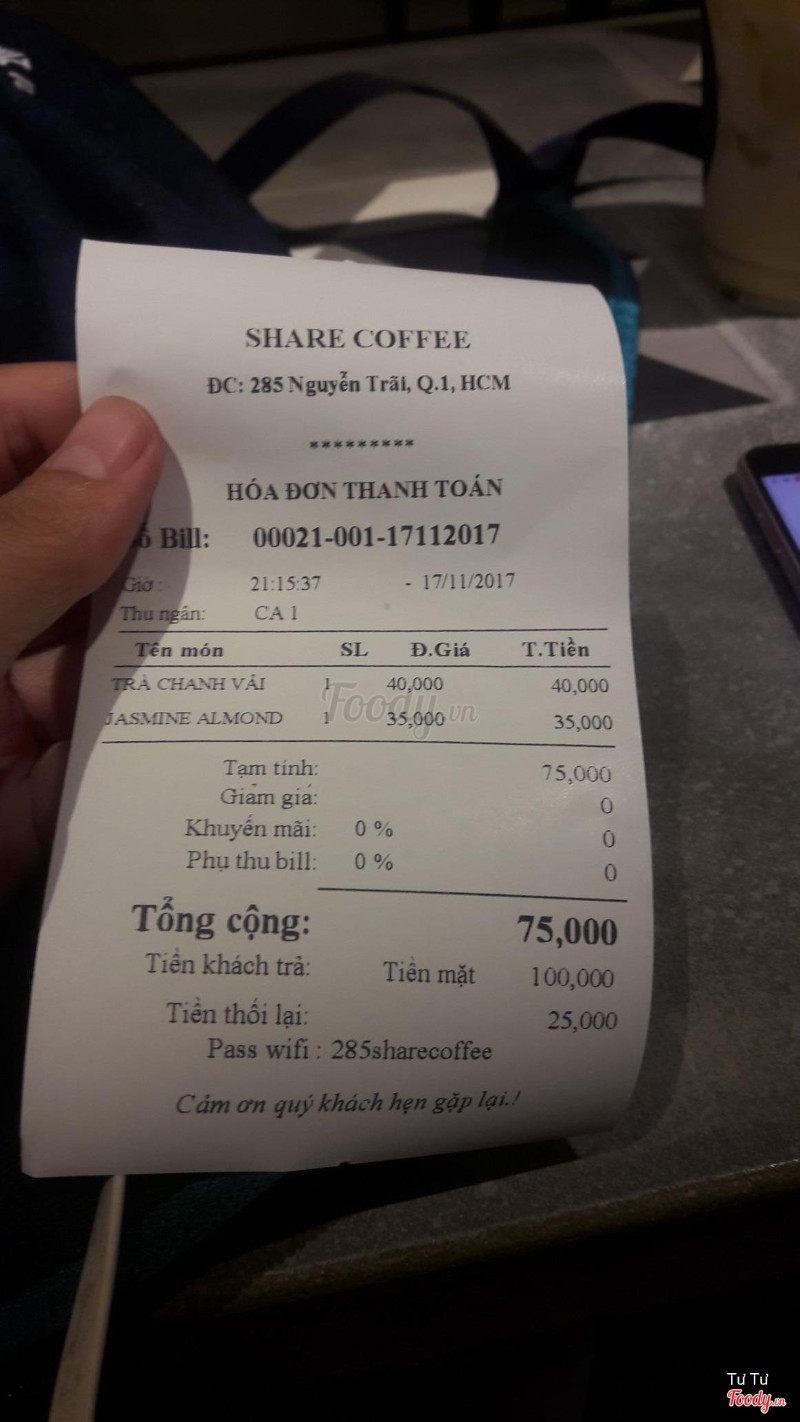 SHARE COFFEE
ĐC: 285 Nguyễn Trãi, Q.1, HCM
*********
HÓA ĐƠN THANH TOÁN
Bill: 00021-001-17112017
Giờ : 21:15:37 - 17/11/2017
Thu ngân: CA 1
Tên món SL Đ.Giá T.Tiền
TRÀ CHANH VẢI 1 40,000 40,000
JASMINE ALMOND 1 35,000 35,000
Foody.vn
Tạm tính: 75,000
Giảm giá: 0
Khuyến mãi: 0 % 0
Phụ thu bill: 0 % 0
Tổng cộng: 75,000
Tiền khách trả: Tiền mặt 100,000
Tiền thối lại: 25,000
Pass wifi : 285sharecoffee
Cảm ơn quý khách hẹn gặp lại.!
Tư Tư
Foody.vn